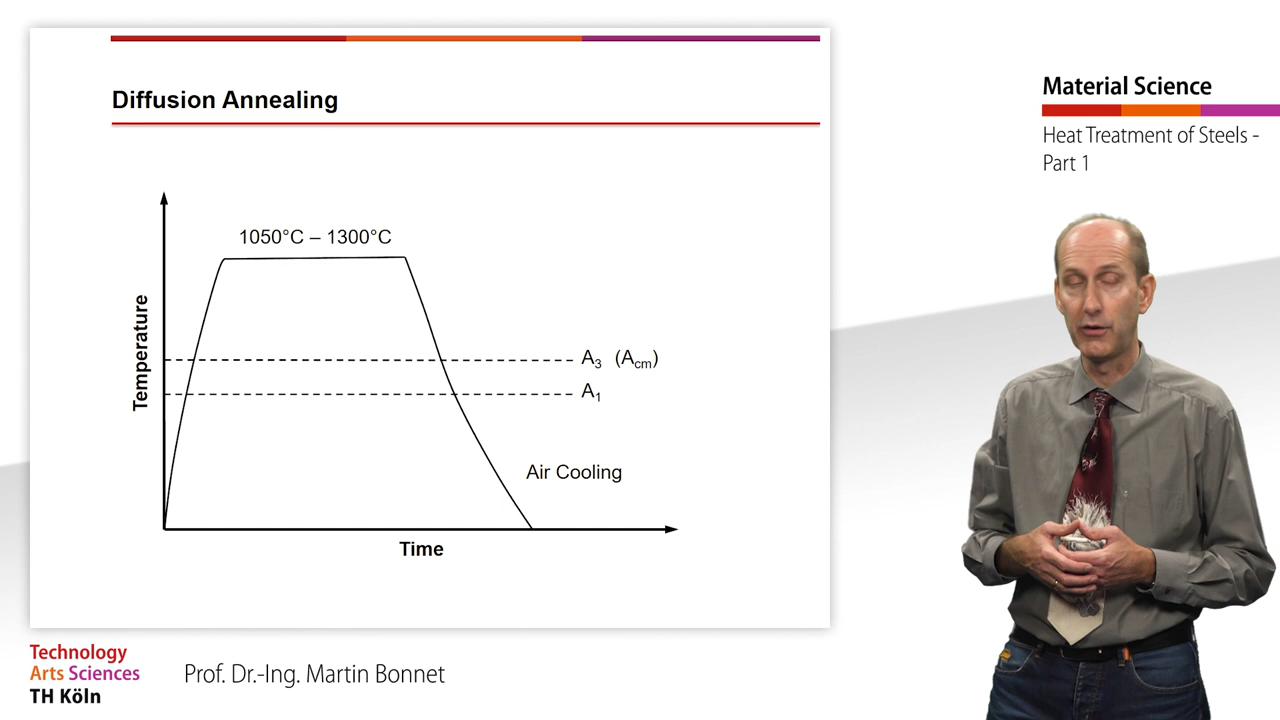 Diffusion Annealing
1050°C – 1300°C
Temperature
A₃ (A_cm)
A₁
Air Cooling
Time
Material Science
Heat Treatment of Steels -
Part 1
Technology
Arts Sciences
TH Köln
Prof. Dr.-Ing. Martin Bonnet